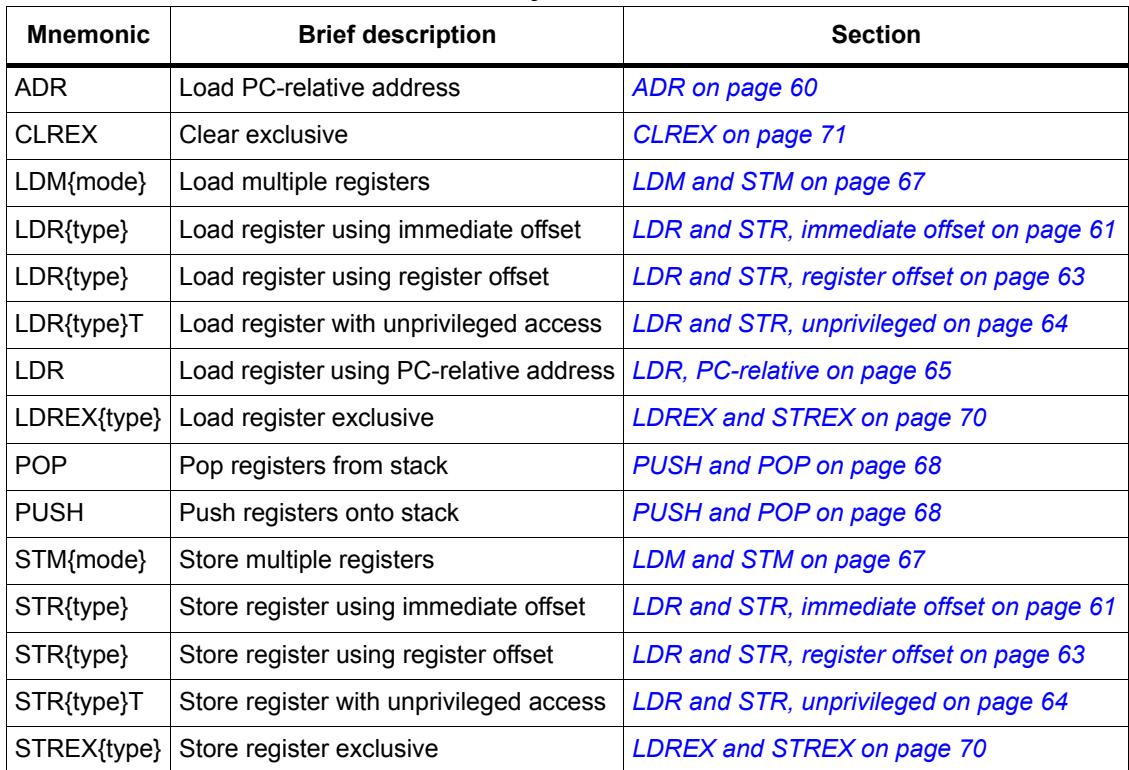 Mnemonic Brief description Section
ADR Load PC-relative address ADR on page 60
CLREX Clear exclusive CLREX on page 71
LDM{mode} Load multiple registers LDM and STM on page 67
LDR{type} Load register using immediate offset LDR and STR, immediate offset on page 61
LDR{type} Load register using register offset LDR and STR, register offset on page 63
LDR{type}T Load register with unprivileged access LDR and STR, unprivileged on page 64
LDR Load register using PC-relative address LDR, PC-relative on page 65
LDREX{type} Load register exclusive LDREX and STREX on page 70
POP Pop registers from stack PUSH and POP on page 68
PUSH Push registers onto stack PUSH and POP on page 68
STM{mode} Store multiple registers LDM and STM on page 67
STR{type} Store register using immediate offset LDR and STR, immediate offset on page 61
STR{type} Store register using register offset LDR and STR, register offset on page 63
STR{type}T Store register with unprivileged access LDR and STR, unprivileged on page 64
STREX{type} Store register exclusive LDREX and STREX on page 70